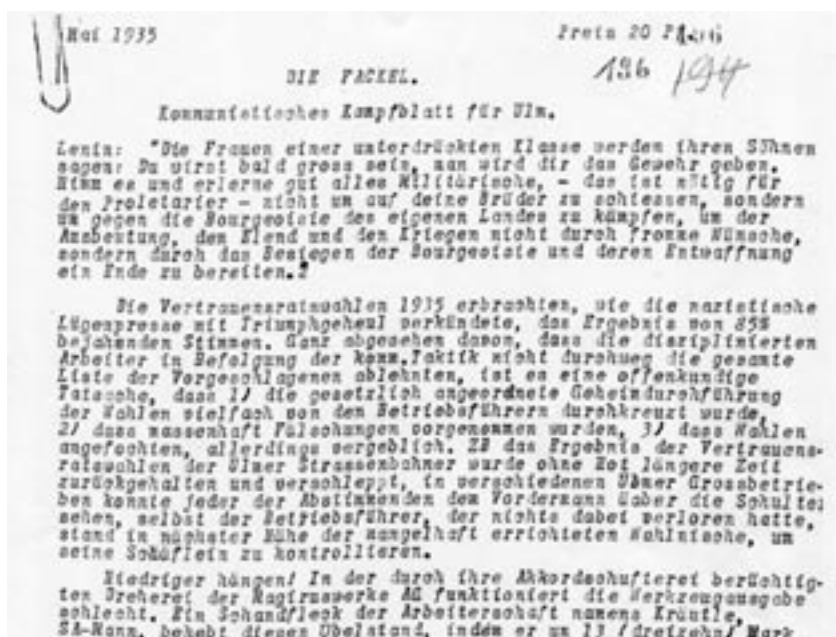 Mai 1935
Preis 20 Pf.
136
194
DIE FACKEL.
Kommunistisches Kampfblatt für Ulm.
Lenin: "Die Frauen einer unterdrückten Klasse werden ihren Söhnen
sagen: Du wirst bald gross sein, man wird dir das Gewehr geben.
Nimm es und erlerne gut alles Militärische, - das ist nötig für
den Proletarier - nicht um auf deine Brüder zu schiessen, sondern
um gegen die Bourgeoisie des eigenen Landes zu kämpfen, um der
Ausbeutung, dem Elend und den Kriegen nicht durch fromme Wünsche,
sondern durch das Besiegen der Bourgeoisie und deren Entwaffnung
ein Ende zu bereiten."
Die Vertrauensratswahlen 1935 erbrachten, wie die nazistische
Lügenpresse mit Triumphgeheul verkündete, das Ergebnis von 85%
bejahenden Stimmen. Ganz abgesehen davon, dass die disziplinierten
Arbeiter in Befolgung der komm.Taktik nicht durchweg die gesamte
Liste der Vorgeschlagenen ablehnten, ist es eine offenkundige
Tatsache, dass 1/ die gesetzlich angeordnete Geheimdurchführung
der Wahlen vielfach von den Betriebsführern durchkreuzt wurde,
2/ dass massenhaft Fälschungen vorgenommen wurden, 3/ dass Wahlen
angefochten, allerdings vergeblich. ZB das Ergebnis der Vertrauens-
ratswahlen der Ulmer Strassenbahner wurde ohne Not längere Zeit
zurückgehalten und verschleppt, in verschiedenen Ulmer Grossbetrie-
ben konnte jeder der Abstimmenden dem Vordermann ueber die Schulter
sehen, selbst der Betriebsführer, der nichts dabei verloren hatte,
stand in nächster Nähe der mangelhaft errichteten Wahlnische, um
seine Schäflein zu kontrollieren.
Niedriger hängen! In der durch ihre Akkordschufterei berüchtig-
ten Dreherei der Magiruswerke AG funktioniert die Werkzeugausgabe
schlecht. Ein Schandfleck der Arbeiterschaft namens Kräutle,
SA-Mann, behebt diesen Übelstand, indem er um 13 /dreizehn/ Mark